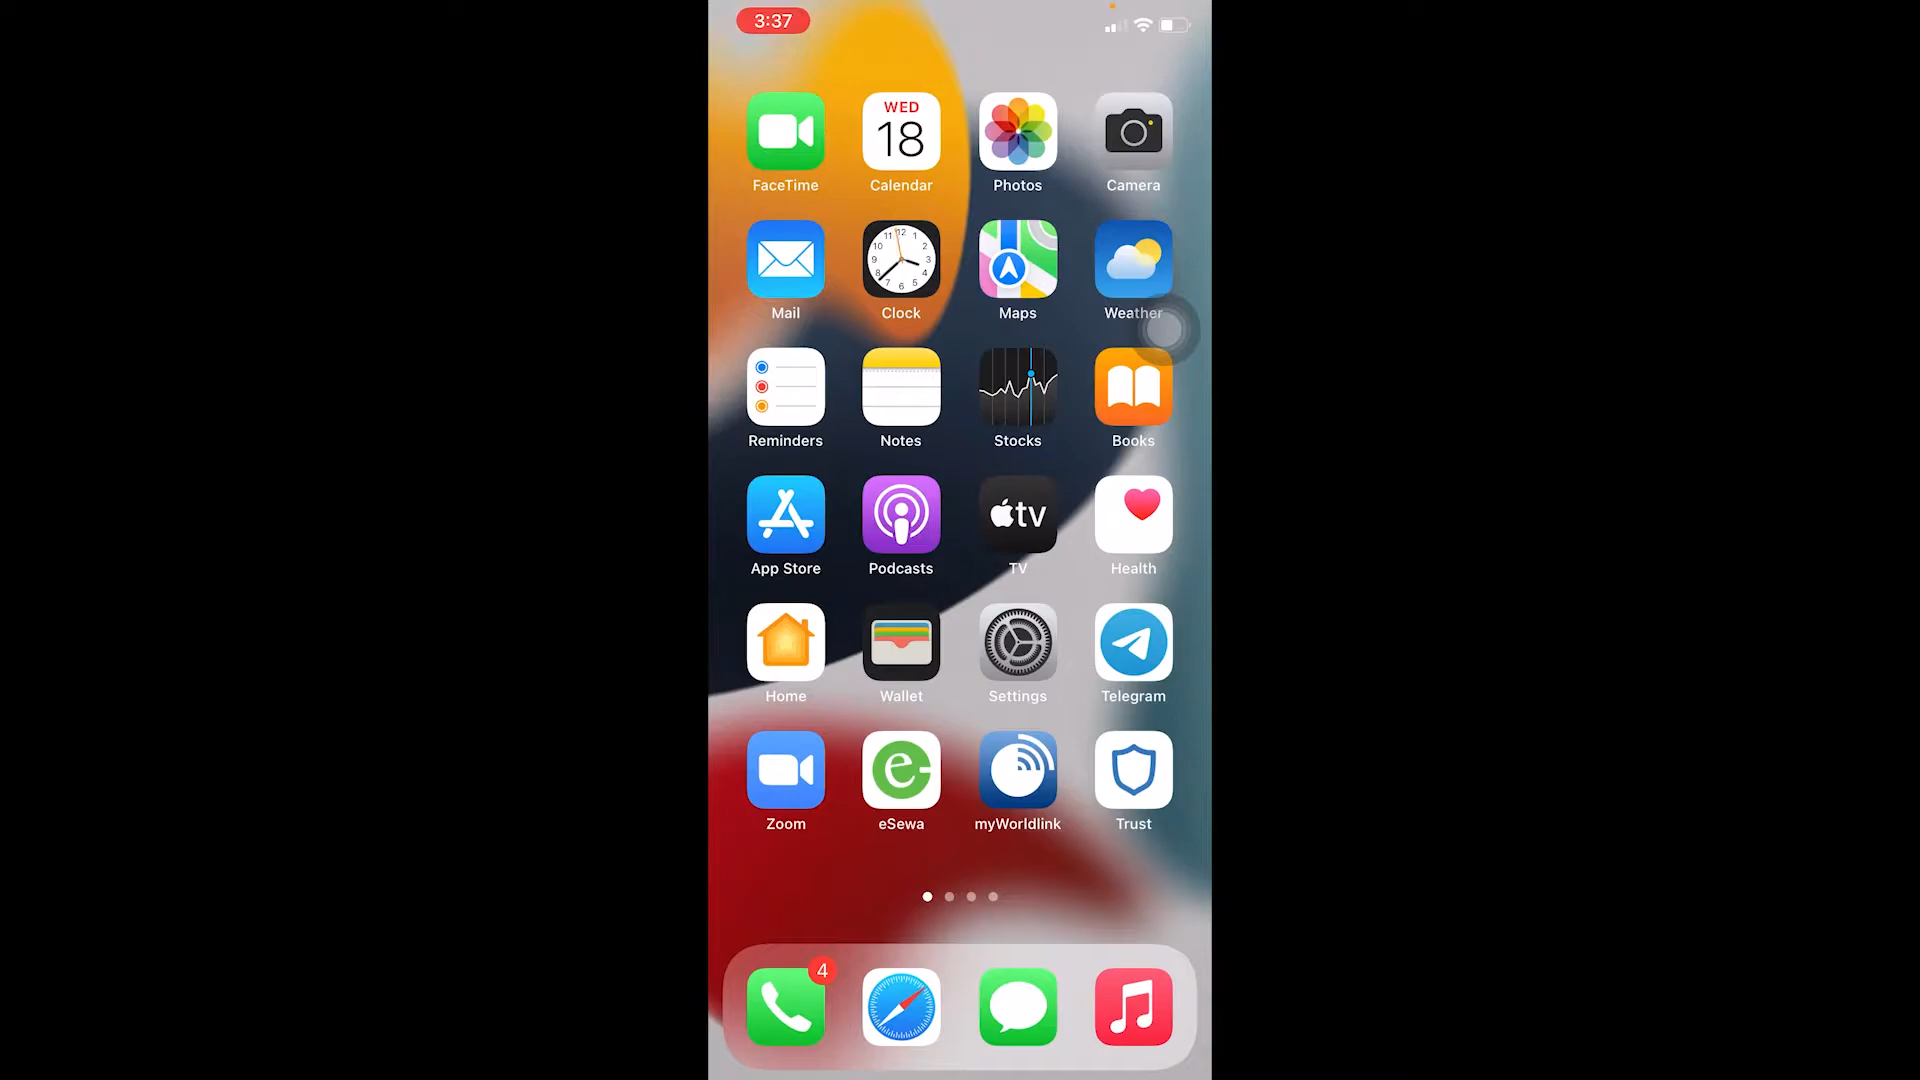 3:37
WED
18
FaceTime
Calendar
Photos
Camera
Mail
Clock
Maps
Weather
Reminders
Notes
Stocks
Books
tv
App Store
Podcasts
TV
Health
Home
Wallet
Settings
Telegram
e
Zoom
eSewa
myWorldlink
Trust
4